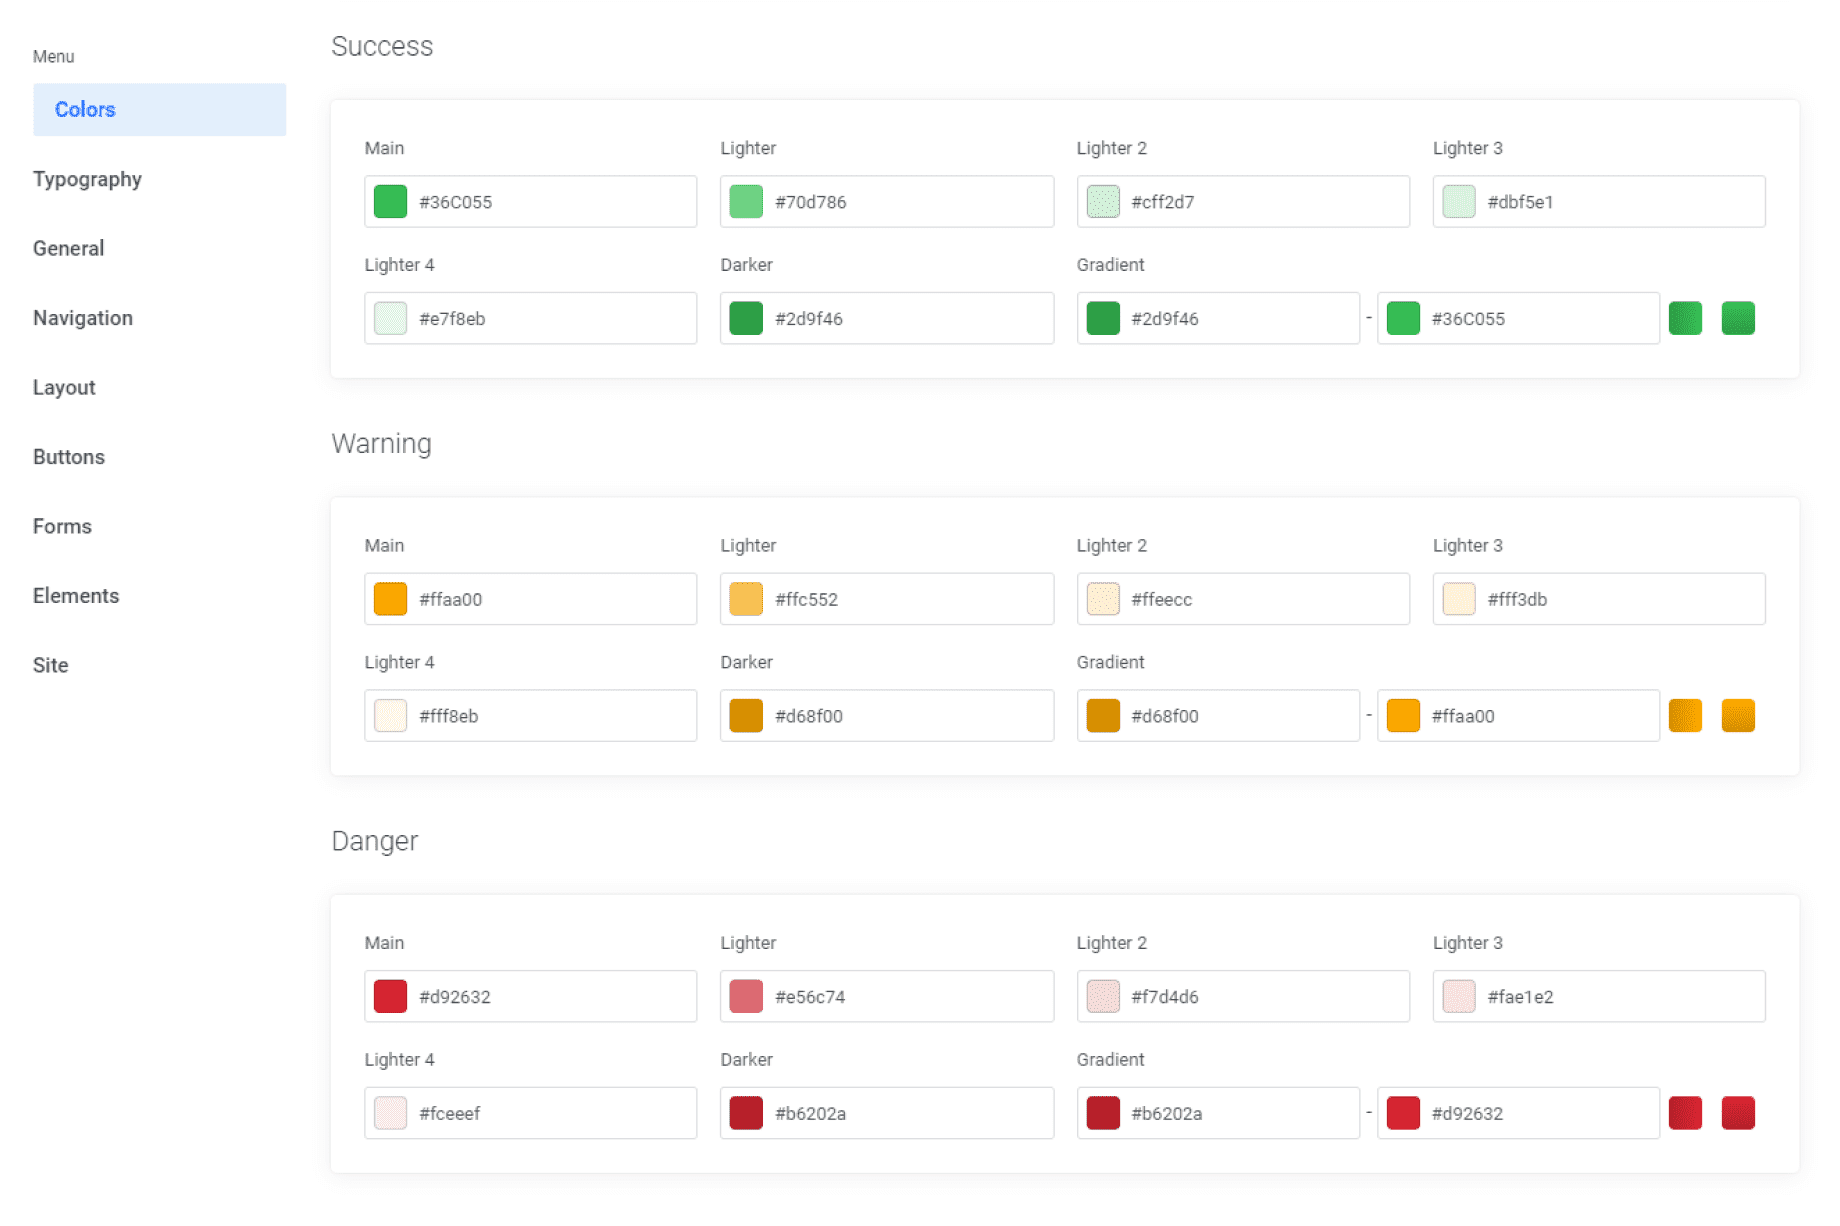 Menu
Colors
Typography
General
Navigation
Layout
Buttons
Forms
Elements
Site
Success
Main Lighter Lighter 2 Lighter 3
#36C055 #70d786 #cff2d7 #dbf5e1
Lighter 4 Darker Gradient
#e7f8eb #2d9f46 #2d9f46 - #36C055
Warning
Main Lighter Lighter 2 Lighter 3
#ffaa00 #ffc552 #ffeecc #fff3db
Lighter 4 Darker Gradient
#fff8eb #d68f00 #d68f00 - #ffaa00
Danger
Main Lighter Lighter 2 Lighter 3
#d92632 #e56c74 #f7d4d6 #fae1e2
Lighter 4 Darker Gradient
#fceeef #b6202a #b6202a - #d92632